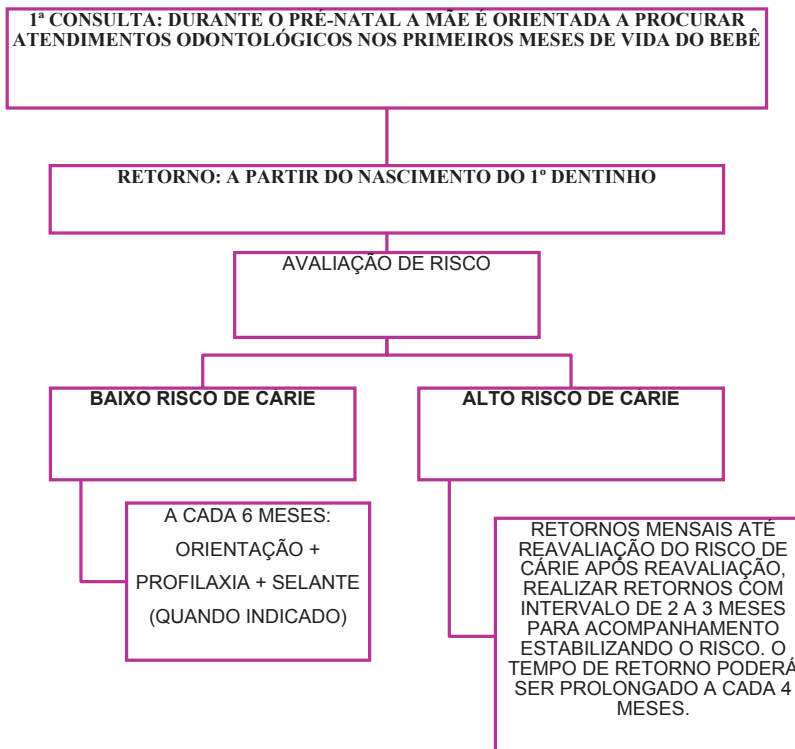 1ª CONSULTA: DURANTE O PRÉ-NATAL A MÃE É ORIENTADA A PROCURAR
ATENDIMENTOS ODONTOLÓGICOS NOS PRIMEIROS MESES DE VIDA DO BEBÊ
RETORNO: A PARTIR DO NASCIMENTO DO 1º DENTINHO
AVALIAÇÃO DE RISCO
BAIXO RISCO DE CÁRIE
ALTO RISCO DE CÁRIE
A CADA 6 MESES:
ORIENTAÇÃO +
PROFILAXIA + SELANTE
(QUANDO INDICADO)
RETORNOS MENSAIS ATÉ
REAVALIAÇÃO DO RISCO DE
CÁRIE APÓS REAVALIAÇÃO,
REALIZAR RETORNOS COM
INTERVALO DE 2 A 3 MESES
PARA ACOMPANHAMENTO
ESTABILIZANDO O RISCO. O
TEMPO DE RETORNO PODERÁ
SER PROLONGADO A CADA 4
MESES.